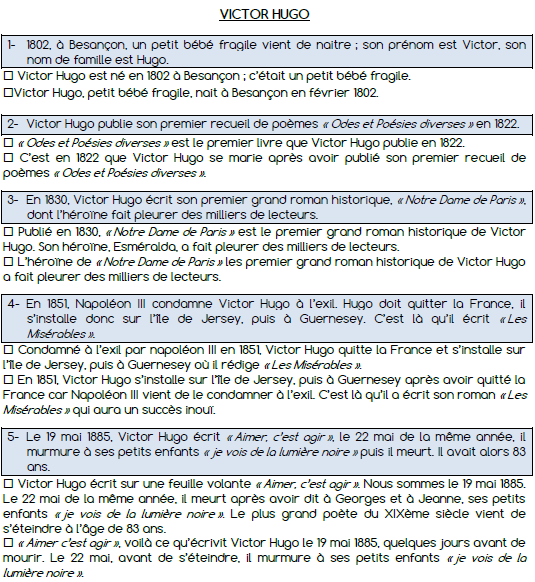 VICTOR HUGO
1- 1802, à Besançon, un petit bébé fragile vient de naitre ; son prénom est Victor, son
nom de famille est Hugo.
☐ Victor Hugo est né en 1802 à Besançon ; c'était un petit bébé fragile.
☐Victor Hugo, petit bébé fragile, nait à Besançon en février 1802.
2- Victor Hugo publie son premier recueil de poèmes « Odes et Poésies diverses » en 1822.
☐ « Odes et Poésies diverses » est le premier livre que Victor Hugo publie en 1822.
☐ C'est en 1822 que Victor Hugo se marie après avoir publié son premier recueil de
poèmes « Odes et Poésies diverses ».
3- En 1830, Victor Hugo écrit son premier grand roman historique, « Notre Dame de Paris »,
dont l'héroïne fait pleurer des milliers de lecteurs.
☐ Publié en 1830, « Notre Dame de Paris » est le premier grand roman historique de Victor
Hugo. Son héroïne, Esméralda, a fait pleurer des milliers de lecteurs.
☐ L'héroïne de « Notre Dame de Paris » les premier grand roman historique de Victor Hugo
a fait pleurer des milliers de lecteurs.
4- En 1851, Napoléon III condamne Victor Hugo à l'exil. Hugo doit quitter la France, il
s'installe donc sur l'île de Jersey, puis à Guernesey. C'est là qu'il écrit « Les
Misérables ».
☐ Condamné à l'exil par napoléon III en 1851, Victor Hugo quitte la France et s'installe sur
l'île de Jersey, puis à Guernesey où il rédige « Les Misérables ».
☐ En 1851, Victor Hugo s'installe sur l'île de Jersey, puis à Guernesey après avoir quitté la
France car Napoléon III vient de le condamner à l'exil. C'est là qu'il a écrit son roman « Les
Misérables » qui aura un succès inouï.
5- Le 19 mai 1885, Victor Hugo écrit « Aimer, c'est agir », le 22 mai de la même année, il
murmure à ses petits enfants « je vois de la lumière noire » puis il meurt. Il avait alors 83
ans.
☐ Victor Hugo écrit sur une feuille volante « Aimer, c'est agir ». Nous sommes le 19 mai 1885.
Le 22 mai de la même année, il meurt après avoir dit à Georges et à Jeanne, ses petits
enfants « je vois de la lumière noire ». Le plus grand poète du XIXème siècle vient de
s'éteindre à l'âge de 83 ans.
☐ « Aimer c'est agir », voilà ce qu'écrivit Victor Hugo le 19 mai 1885, quelques jours avant de
mourir. Le 22 mai, avant de s'éteindre, il murmure à ses petits enfants « je vois de la
lumière noire ».